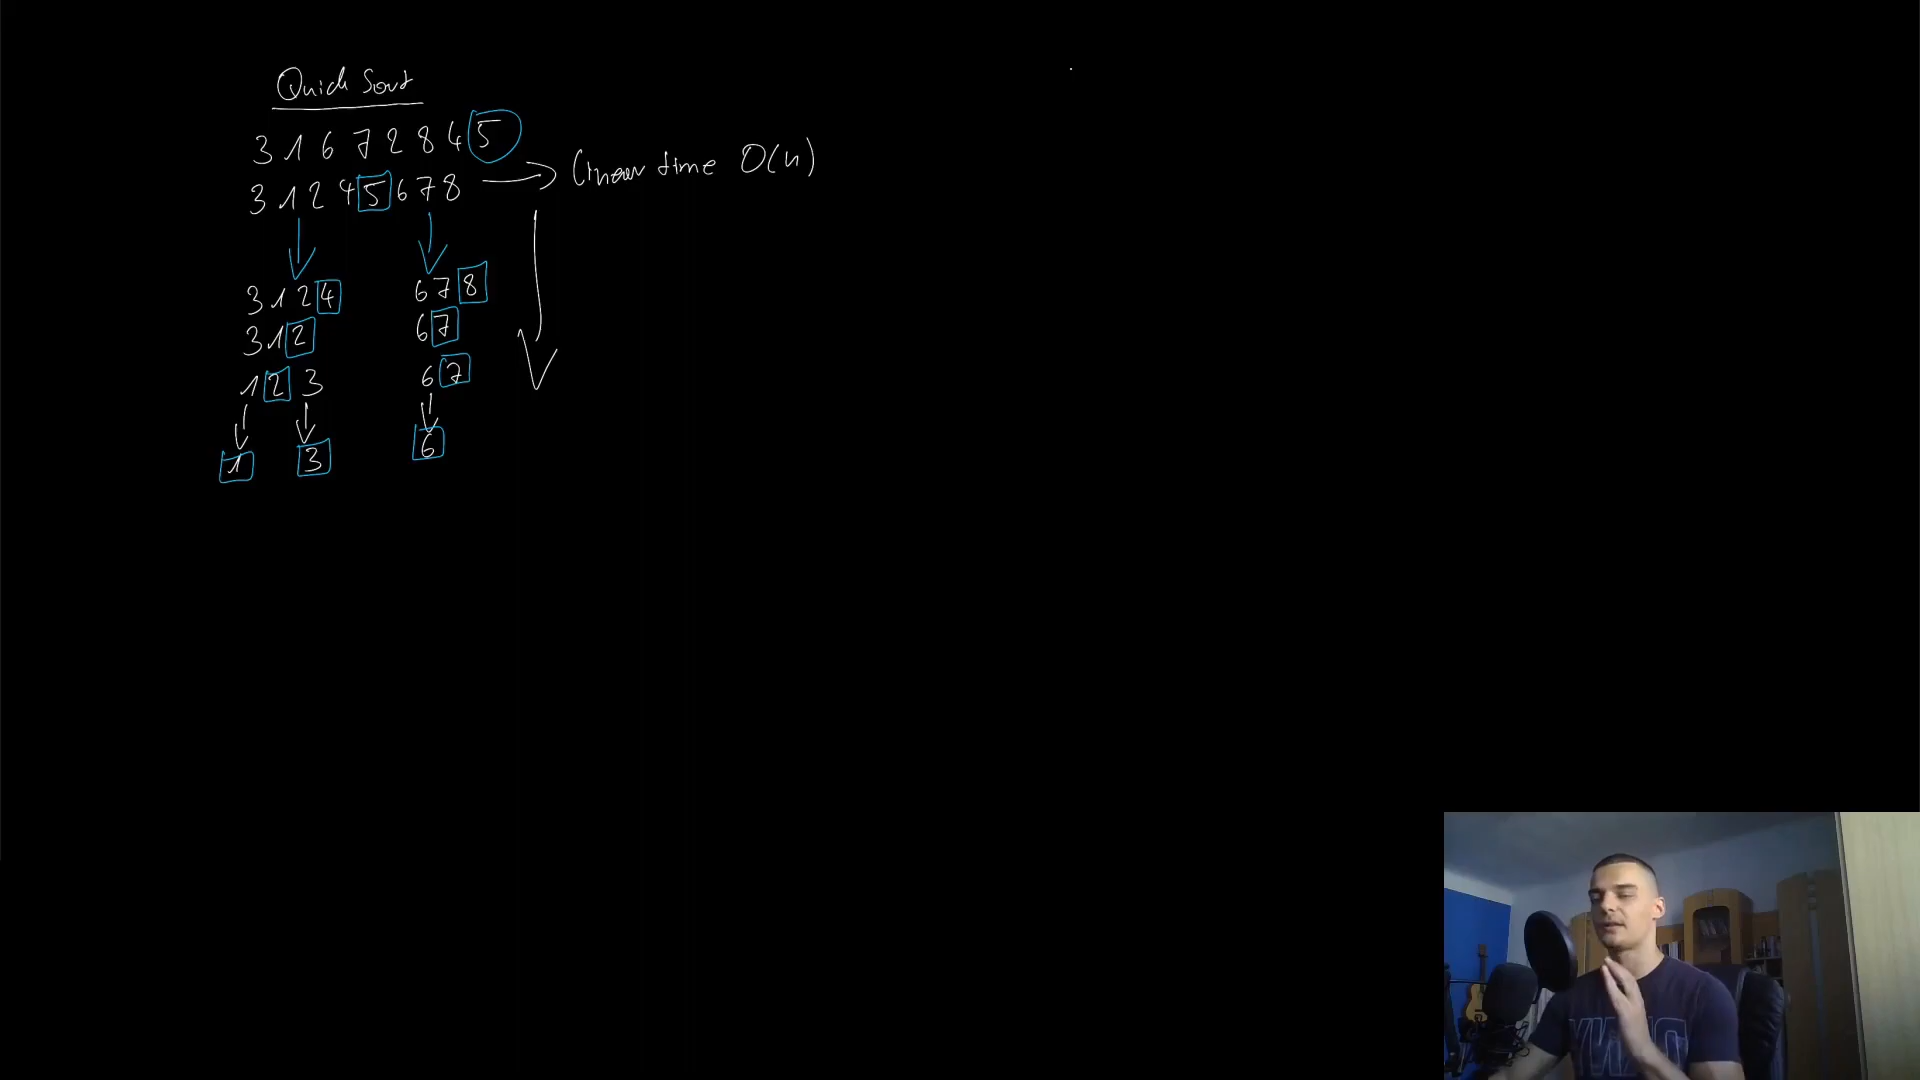 Quick Sort
3 1 6 7 2 8 4 5
3 1 2 4 5 6 7 8 → Linear time O(n)
3 1 2 4 6 7 8
3 1 2 6 7
1 2 3 6 7
1 3 6